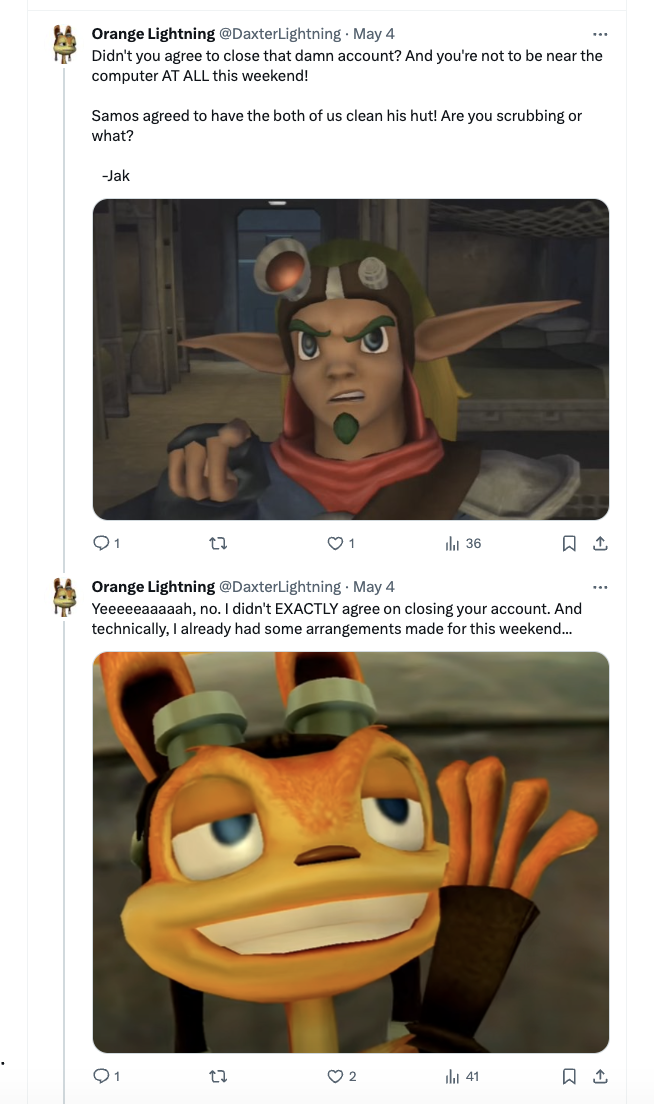 Orange Lightning @DaxterLightning · May 4
Didn't you agree to close that damn account? And you're not to be near the
computer AT ALL this weekend!
Samos agreed to have the both of us clean his hut! Are you scrubbing or
what?
-Jak
1 1 36
Orange Lightning @DaxterLightning · May 4
Yeeeeeaaaaah, no. I didn't EXACTLY agree on closing your account. And
technically, I already had some arrangements made for this weekend...
1 2 41